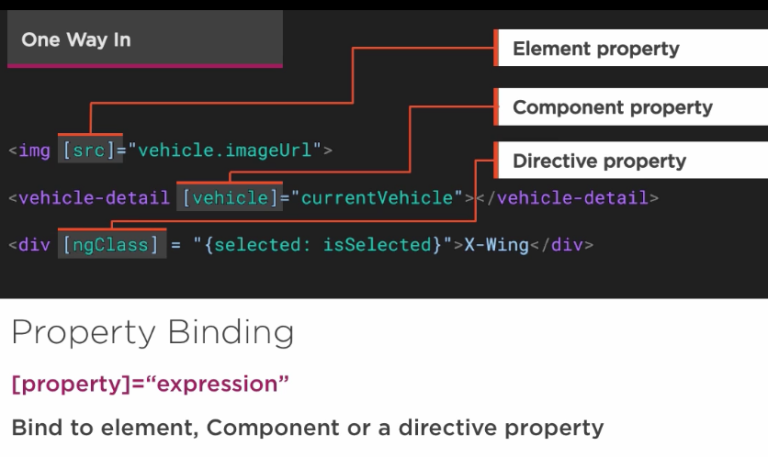 One Way In
Element property
Component property
<img [src]="vehicle.imageUrl">
Directive property
<vehicle-detail [vehicle]="currentVehicle"></vehicle-detail>
<div [ngClass] = "{selected: isSelected}">X-Wing</div>
Property Binding
[property]=“expression”
Bind to element, Component or a directive property